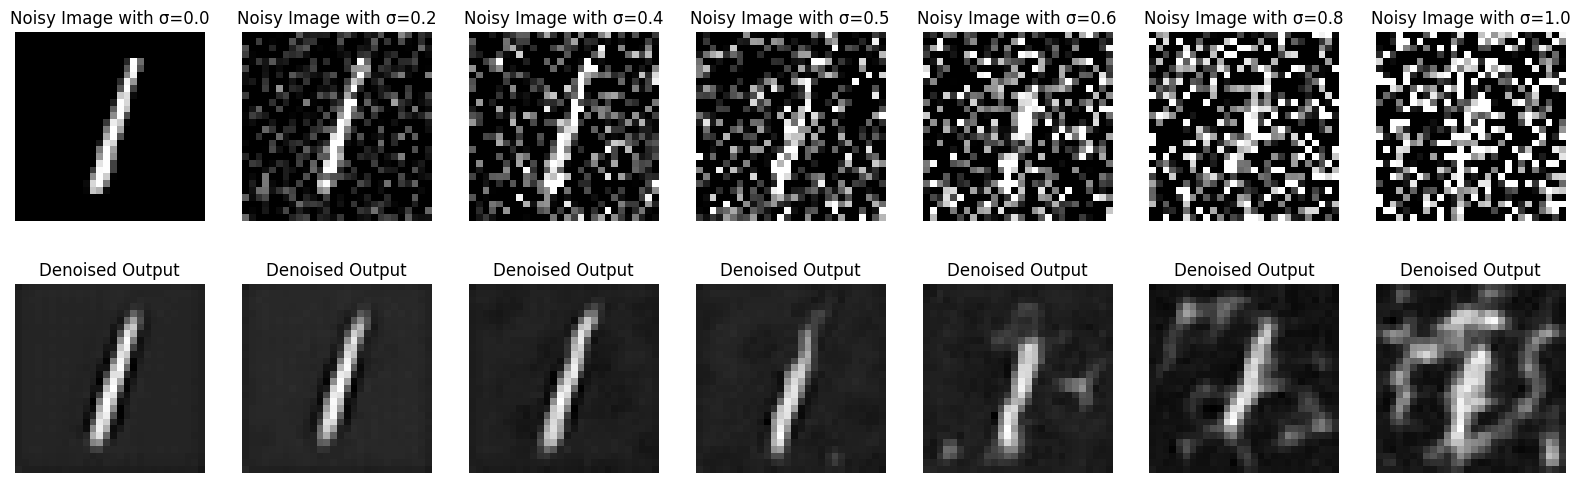 Noisy Image with σ=0.0
Noisy Image with σ=0.2
Noisy Image with σ=0.4
Noisy Image with σ=0.5
Noisy Image with σ=0.6
Noisy Image with σ=0.8
Noisy Image with σ=1.0
Denoised Output
Denoised Output
Denoised Output
Denoised Output
Denoised Output
Denoised Output
Denoised Output